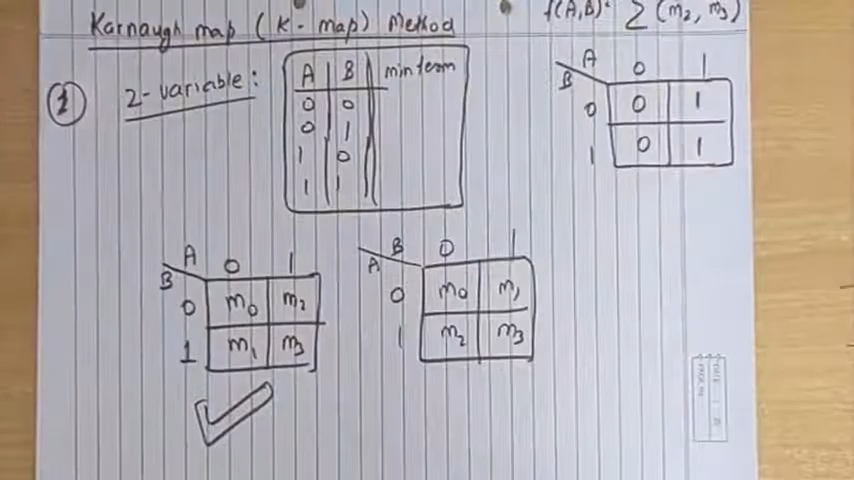 Karnaugh map (K - map) Method
f(A,B) = Σ (m₂, m₃)
1
2-variable:
A B min term
0 0
0 1
1 0
1 1
A 0 1
B
0 0 1
1 0 1
A 0 1
B
0 m₀ m₂
1 m₁ m₃
B 0 1
A
0 m₀ m₁
1 m₂ m₃